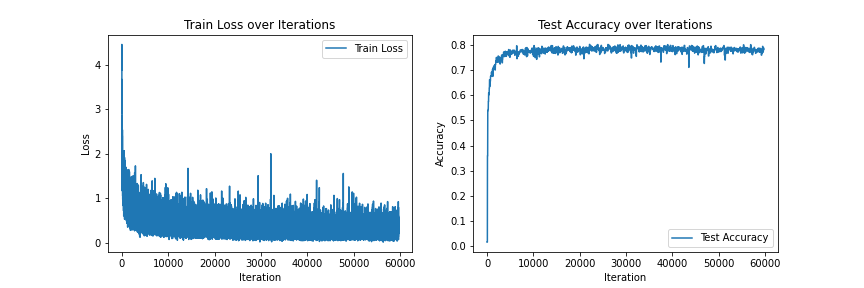 Train Loss over Iterations
Train Loss
4
3
2
1
0
Loss
0 10000 20000 30000 40000 50000 60000
Iteration
Test Accuracy over Iterations
0.8
0.7
0.6
0.5
0.4
0.3
0.2
0.1
0.0
Accuracy
Test Accuracy
0 10000 20000 30000 40000 50000 60000
Iteration